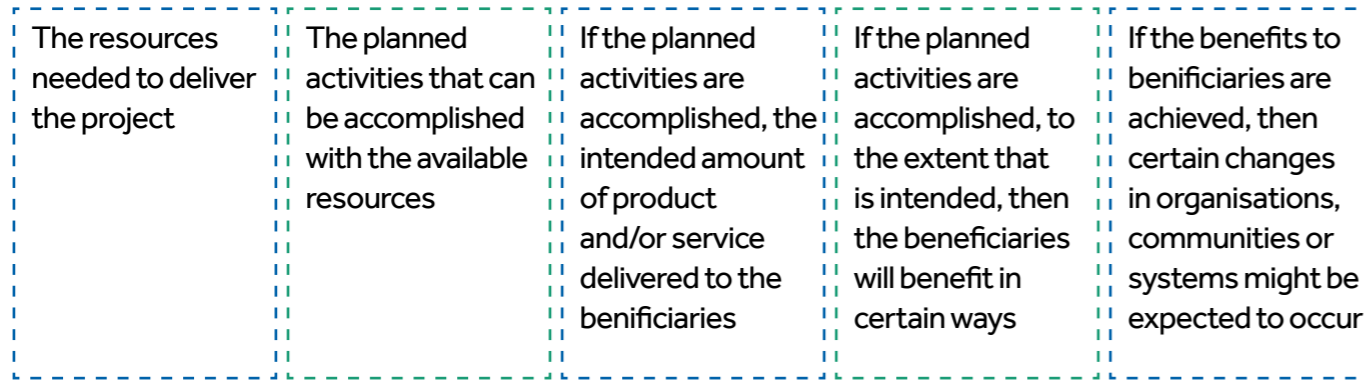 The resources
needed to deliver
the project
The planned
activities that can
be accomplished
with the available
resources
If the planned
activities are
accomplished, the
intended amount
of product
and/or service
delivered to the
benificiaries
If the planned
activities are
accomplished, to
the extent that
is intended, then
the beneficiaries
will benefit in
certain ways
If the benefits to
benificiaries are
achieved, then
certain changes
in organisations,
communities or
systems might be
expected to occur